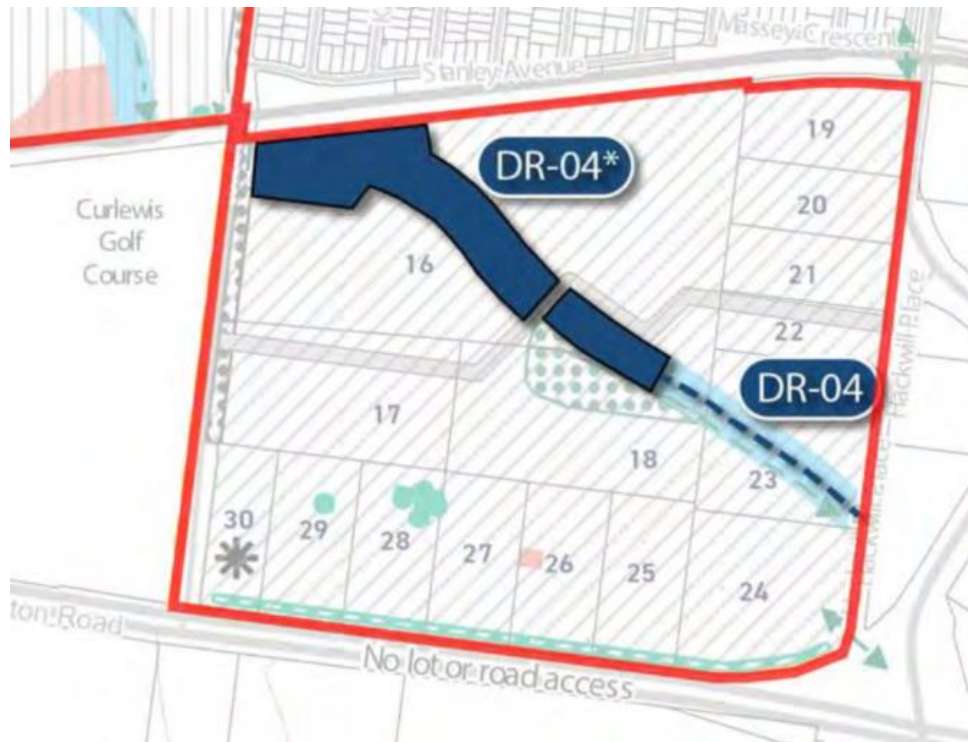 Massey Crescent
Stanley Avenue
19
DR-04*
20
Curlewis
Golf
Course
16
21
22
Hackwill Place
DR-04
17
18
23
30
29
28
27
26
25
24
ton Road
No lot or road access